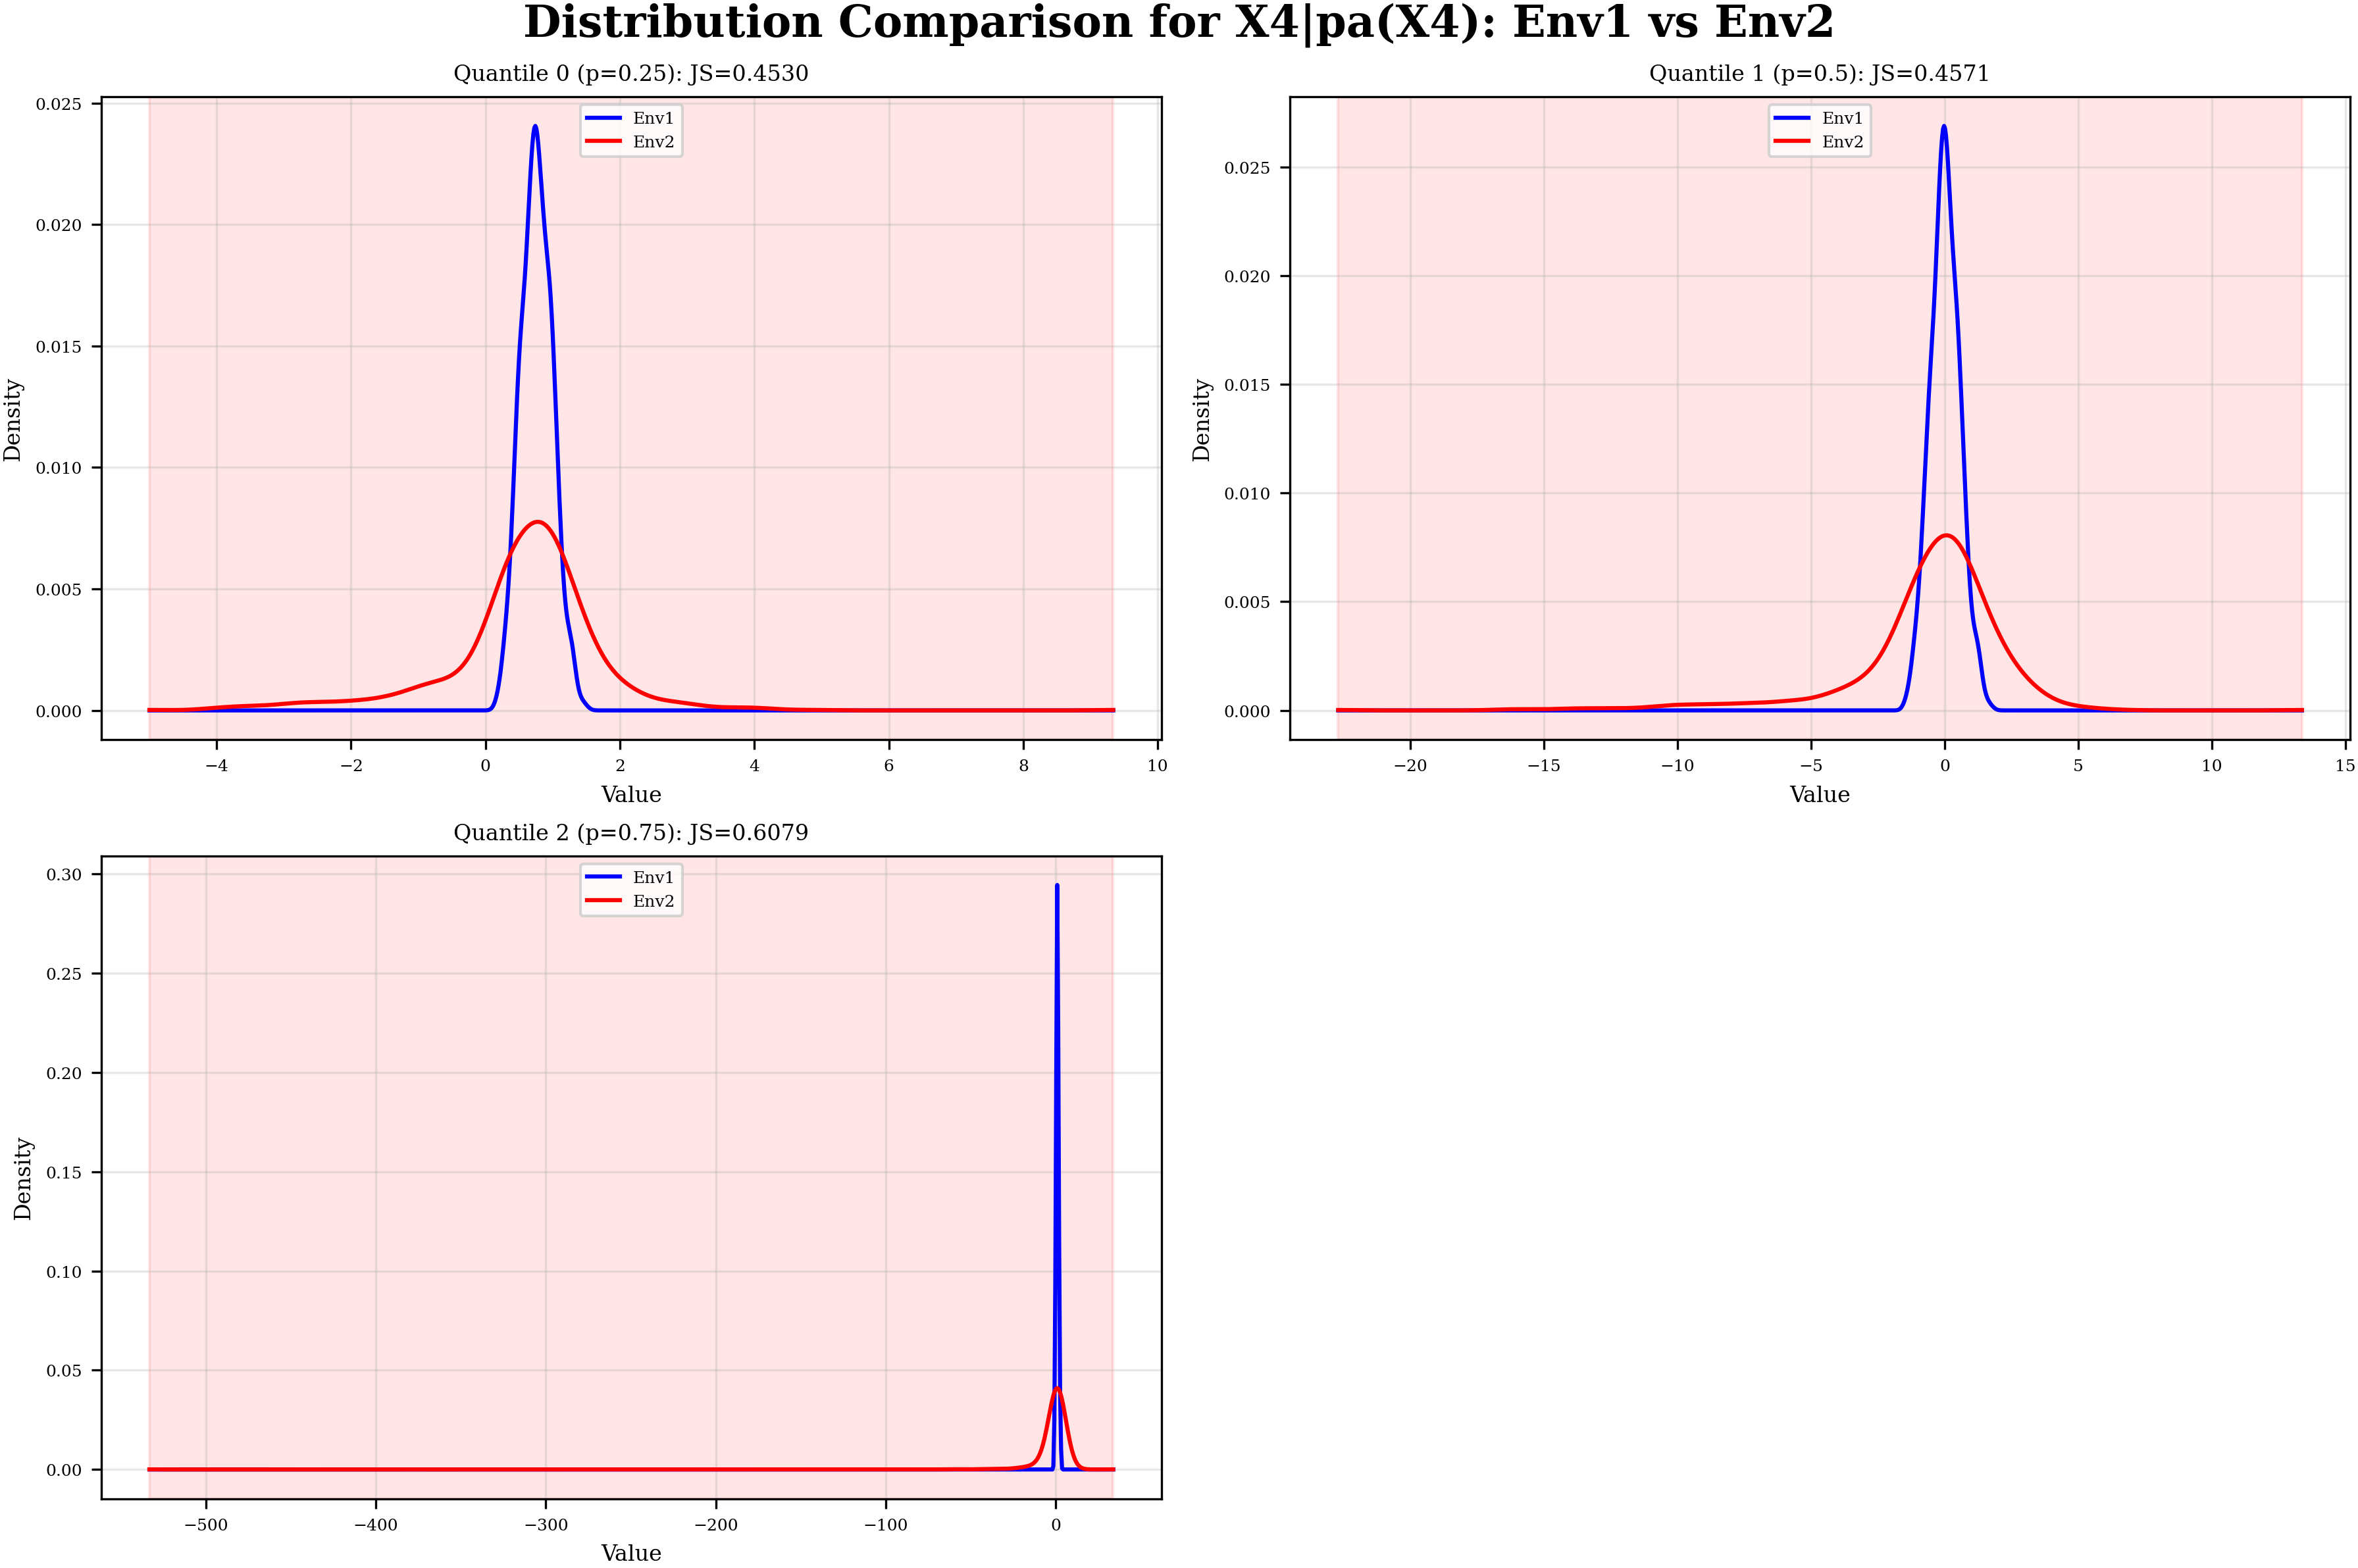 Distribution Comparison for X4|pa(X4): Env1 vs Env2
Quantile 0 (p=0.25): JS=0.4530
Env1
Env2
Density
0.025
0.020
0.015
0.010
0.005
0.000
−4 −2 0 2 4 6 8 10
Value
Quantile 1 (p=0.5): JS=0.4571
Env1
Env2
Density
0.025
0.020
0.015
0.010
0.005
0.000
−20 −15 −10 −5 0 5 10 15
Value
Quantile 2 (p=0.75): JS=0.6079
Env1
Env2
Density
0.30
0.25
0.20
0.15
0.10
0.05
0.00
−500 −400 −300 −200 −100 0
Value